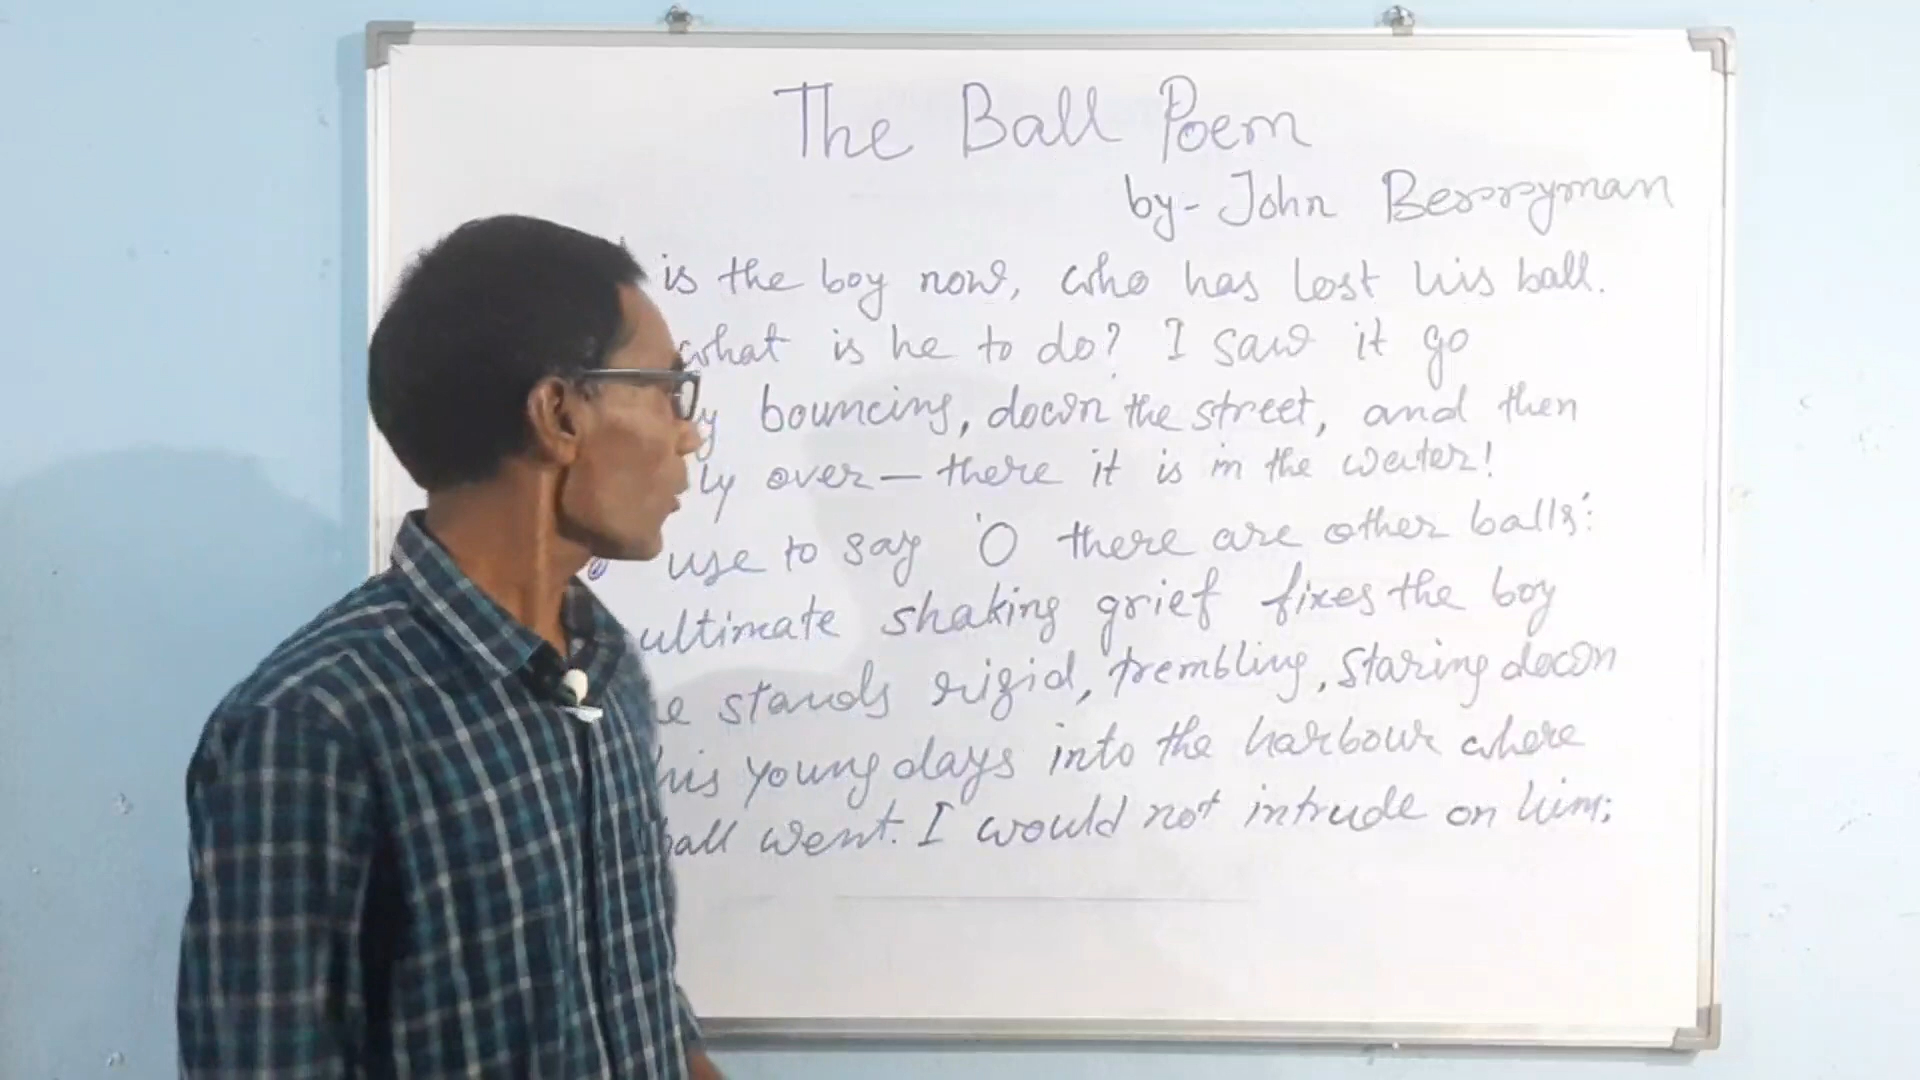 The Ball Poem
by- John Berryman
is the boy now, who has lost his ball.
what is he to do? I saw it go
y bouncing, down the street, and then
ly over— there it is in the water!
use to say 'O there are other balls':
ultimate shaking grief fixes the boy
e stands rigid, trembling, staring down
his young days into the harbour where
ball went. I would not intrude on him;